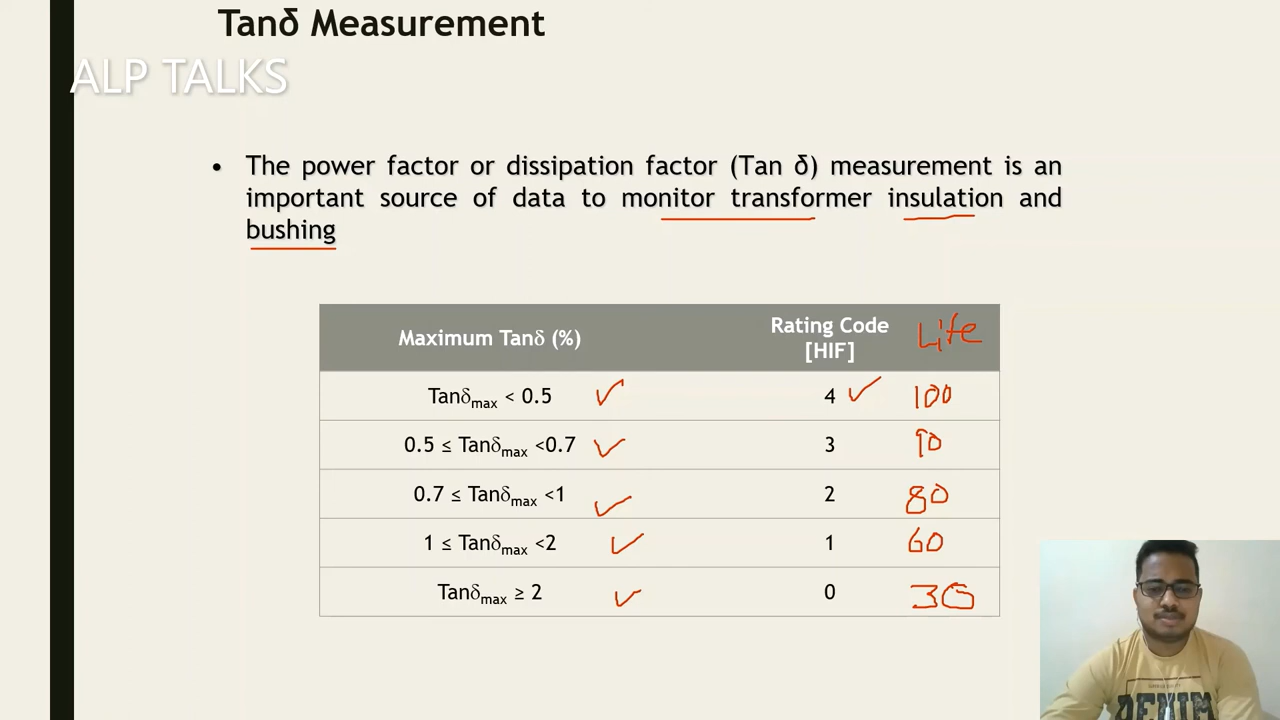 Tanδ Measurement
ALP TALKS
• The power factor or dissipation factor (Tan δ) measurement is an
important source of data to monitor transformer insulation and
bushing
Maximum Tanδ (%) Rating Code [HIF] Life
Tanδmax < 0.5 4 100
0.5 ≤ Tanδmax <0.7 3 90
0.7 ≤ Tanδmax <1 2 80
1 ≤ Tanδmax <2 1 60
Tanδmax ≥ 2 0 30
DENIM